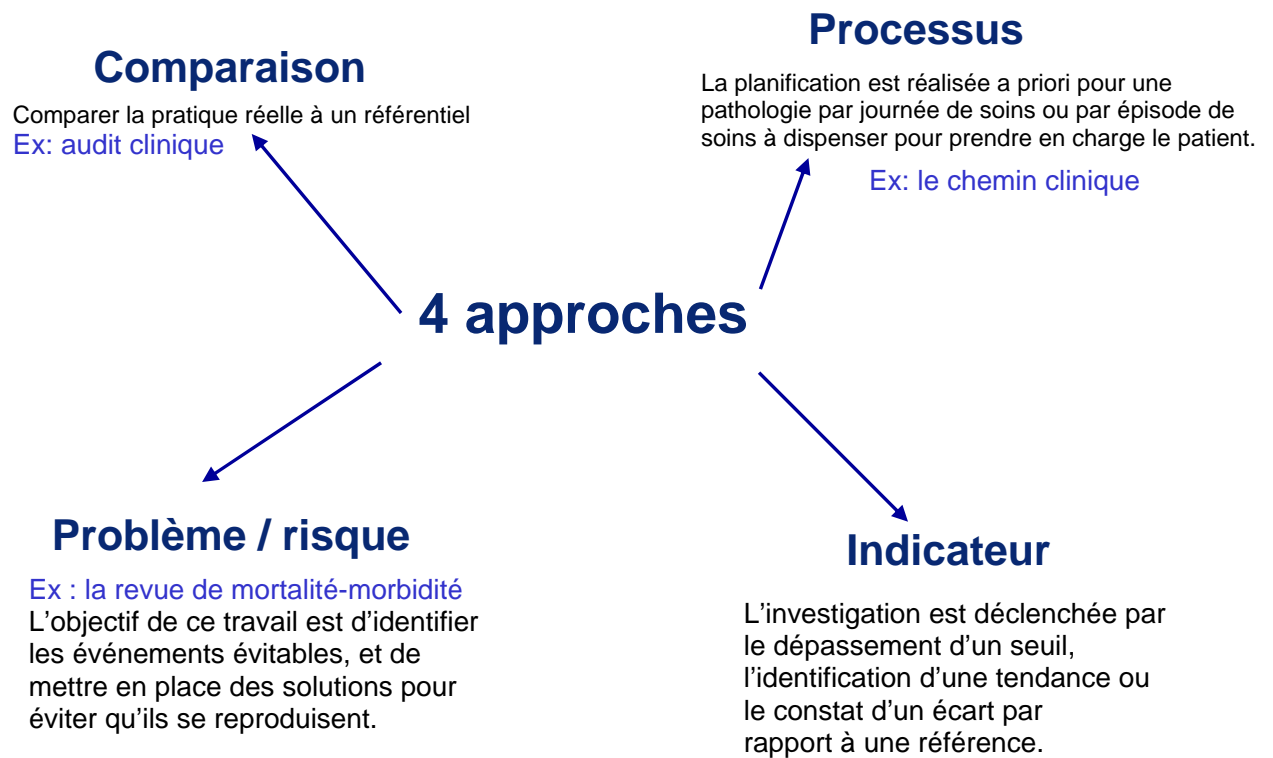 Comparaison
Comparer la pratique réelle à un référentiel
Ex: audit clinique
Processus
La planification est réalisée a priori pour une
pathologie par journée de soins ou par épisode de
soins à dispenser pour prendre en charge le patient.
Ex: le chemin clinique
4 approches
Problème / risque
Ex : la revue de mortalité-morbidité
L’objectif de ce travail est d’identifier
les événements évitables, et de
mettre en place des solutions pour
éviter qu’ils se reproduisent.
Indicateur
L’investigation est déclenchée par
le dépassement d’un seuil,
l’identification d’une tendance ou
le constat d’un écart par
rapport à une référence.